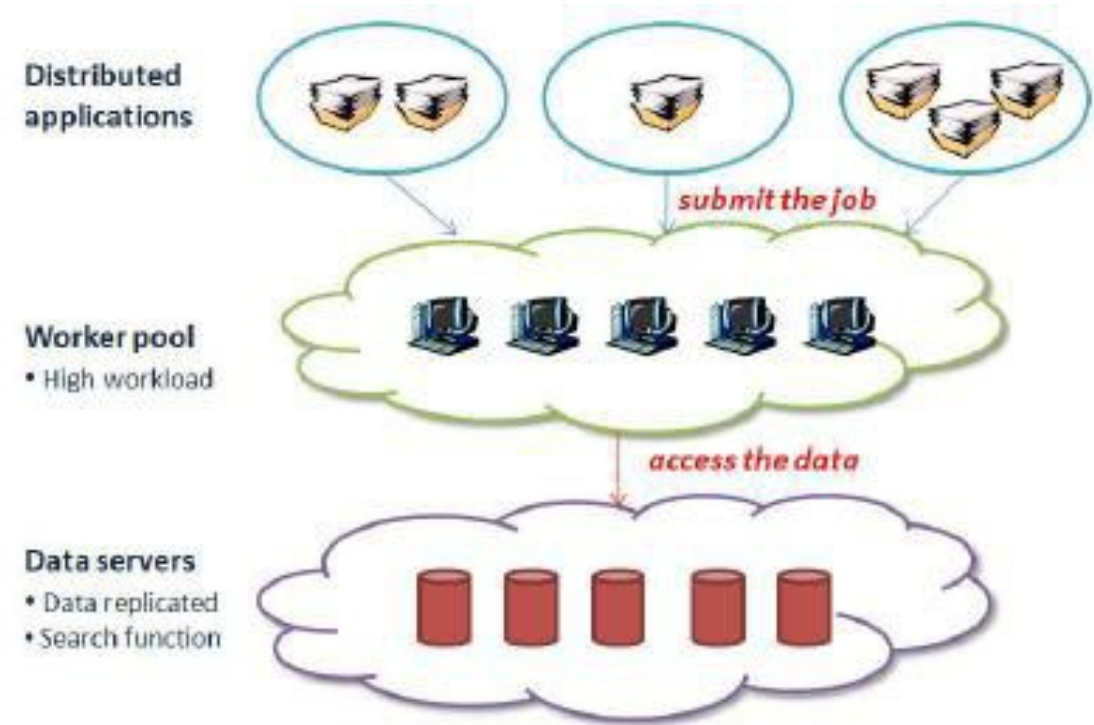 Distributed
applications
submit the job
Worker pool
• High workload
access the data
Data servers
• Data replicated
• Search function